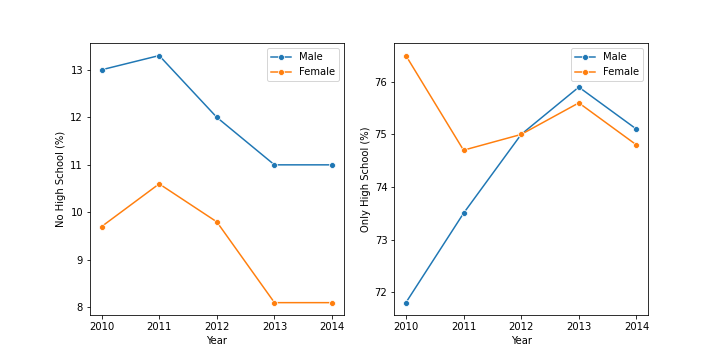 No High School (%)
13
12
11
10
9
8
2010 2011 2012 2013 2014
Year
Male
Female
Only High School (%)
76
75
74
73
72
2010 2011 2012 2013 2014
Year
Male
Female